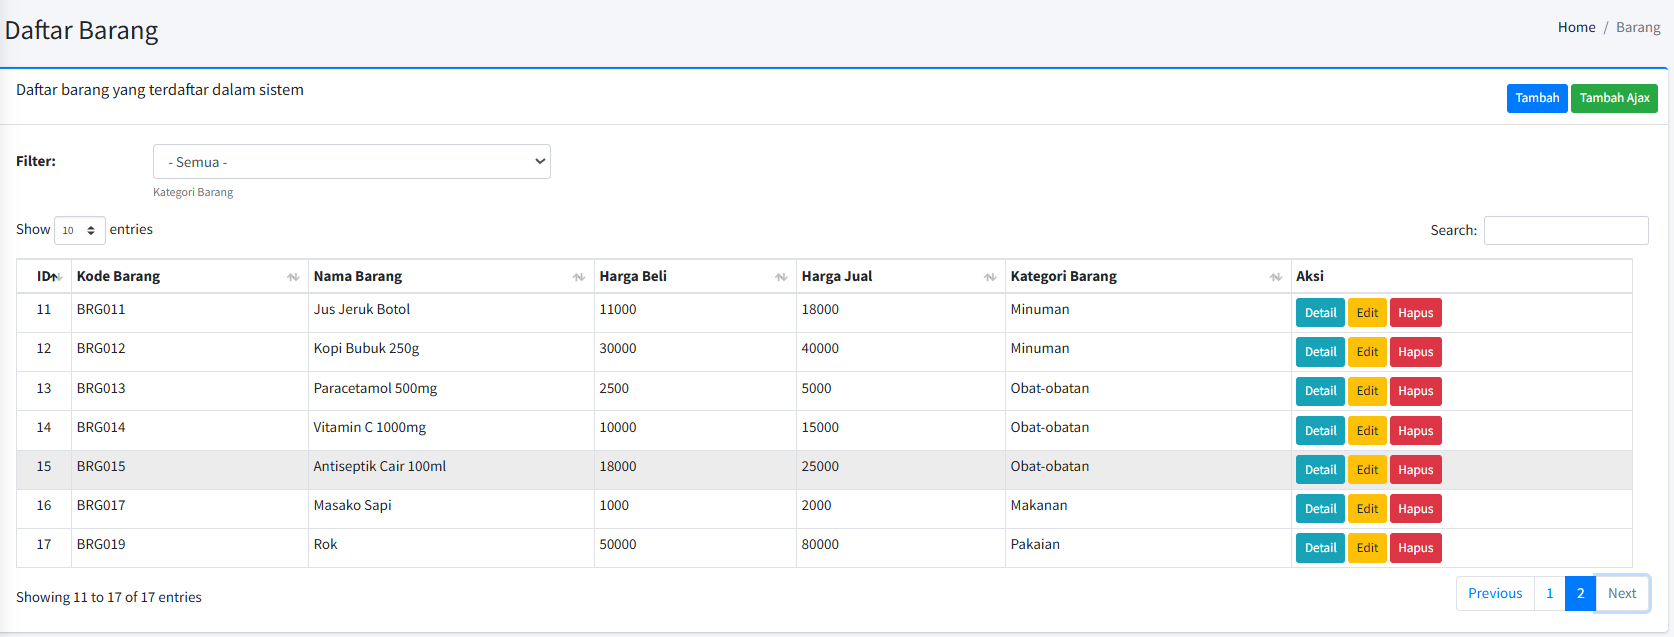 Daftar Barang
Home / Barang
Daftar barang yang terdaftar dalam sistem
Tambah Tambah Ajax
Filter: - Semua -
Kategori Barang
Show 10 entries Search:
ID Kode Barang Nama Barang Harga Beli Harga Jual Kategori Barang Aksi
11 BRG011 Jus Jeruk Botol 11000 18000 Minuman Detail Edit Hapus
12 BRG012 Kopi Bubuk 250g 30000 40000 Minuman Detail Edit Hapus
13 BRG013 Paracetamol 500mg 2500 5000 Obat-obatan Detail Edit Hapus
14 BRG014 Vitamin C 1000mg 10000 15000 Obat-obatan Detail Edit Hapus
15 BRG015 Antiseptik Cair 100ml 18000 25000 Obat-obatan Detail Edit Hapus
16 BRG017 Masako Sapi 1000 2000 Makanan Detail Edit Hapus
17 BRG019 Rok 50000 80000 Pakaian Detail Edit Hapus
Showing 11 to 17 of 17 entries Previous 1 2 Next